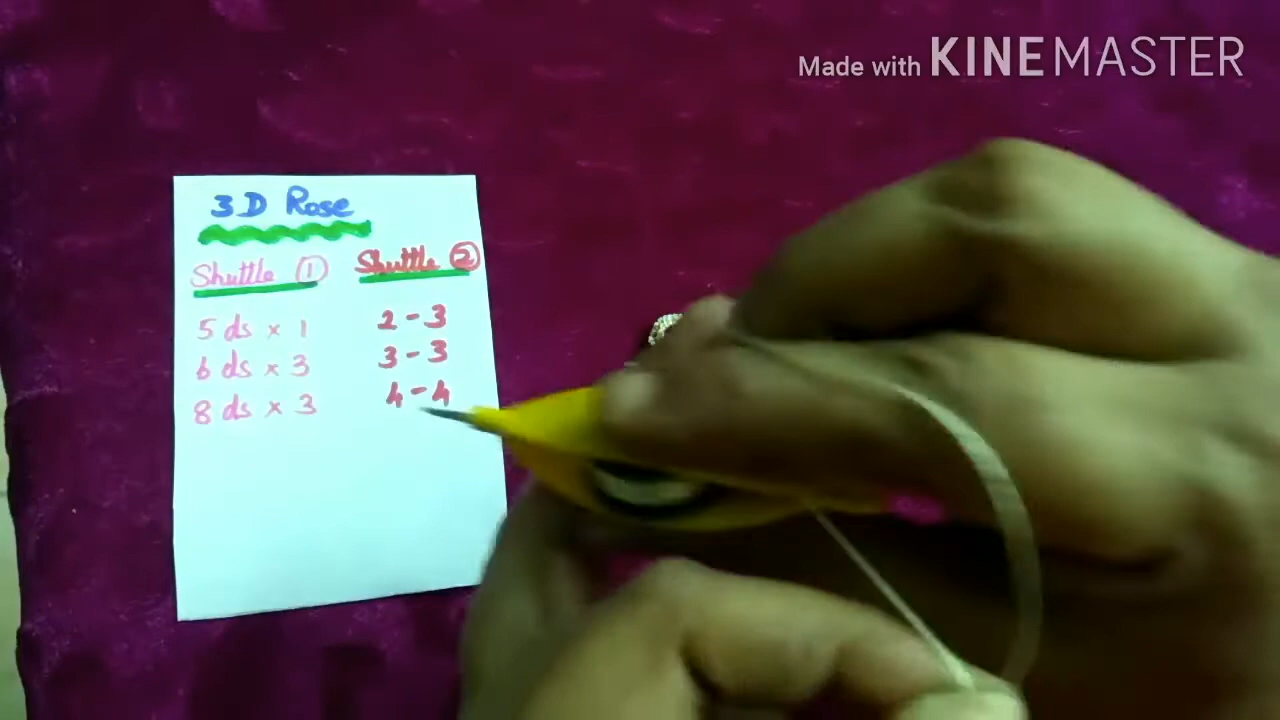 Made with KINEMASTER
3D Rose
Shuttle ① Shuttle ②
5 ds x 1 2 - 3
6 ds x 3 3 - 3
8 ds x 3 4 - 4